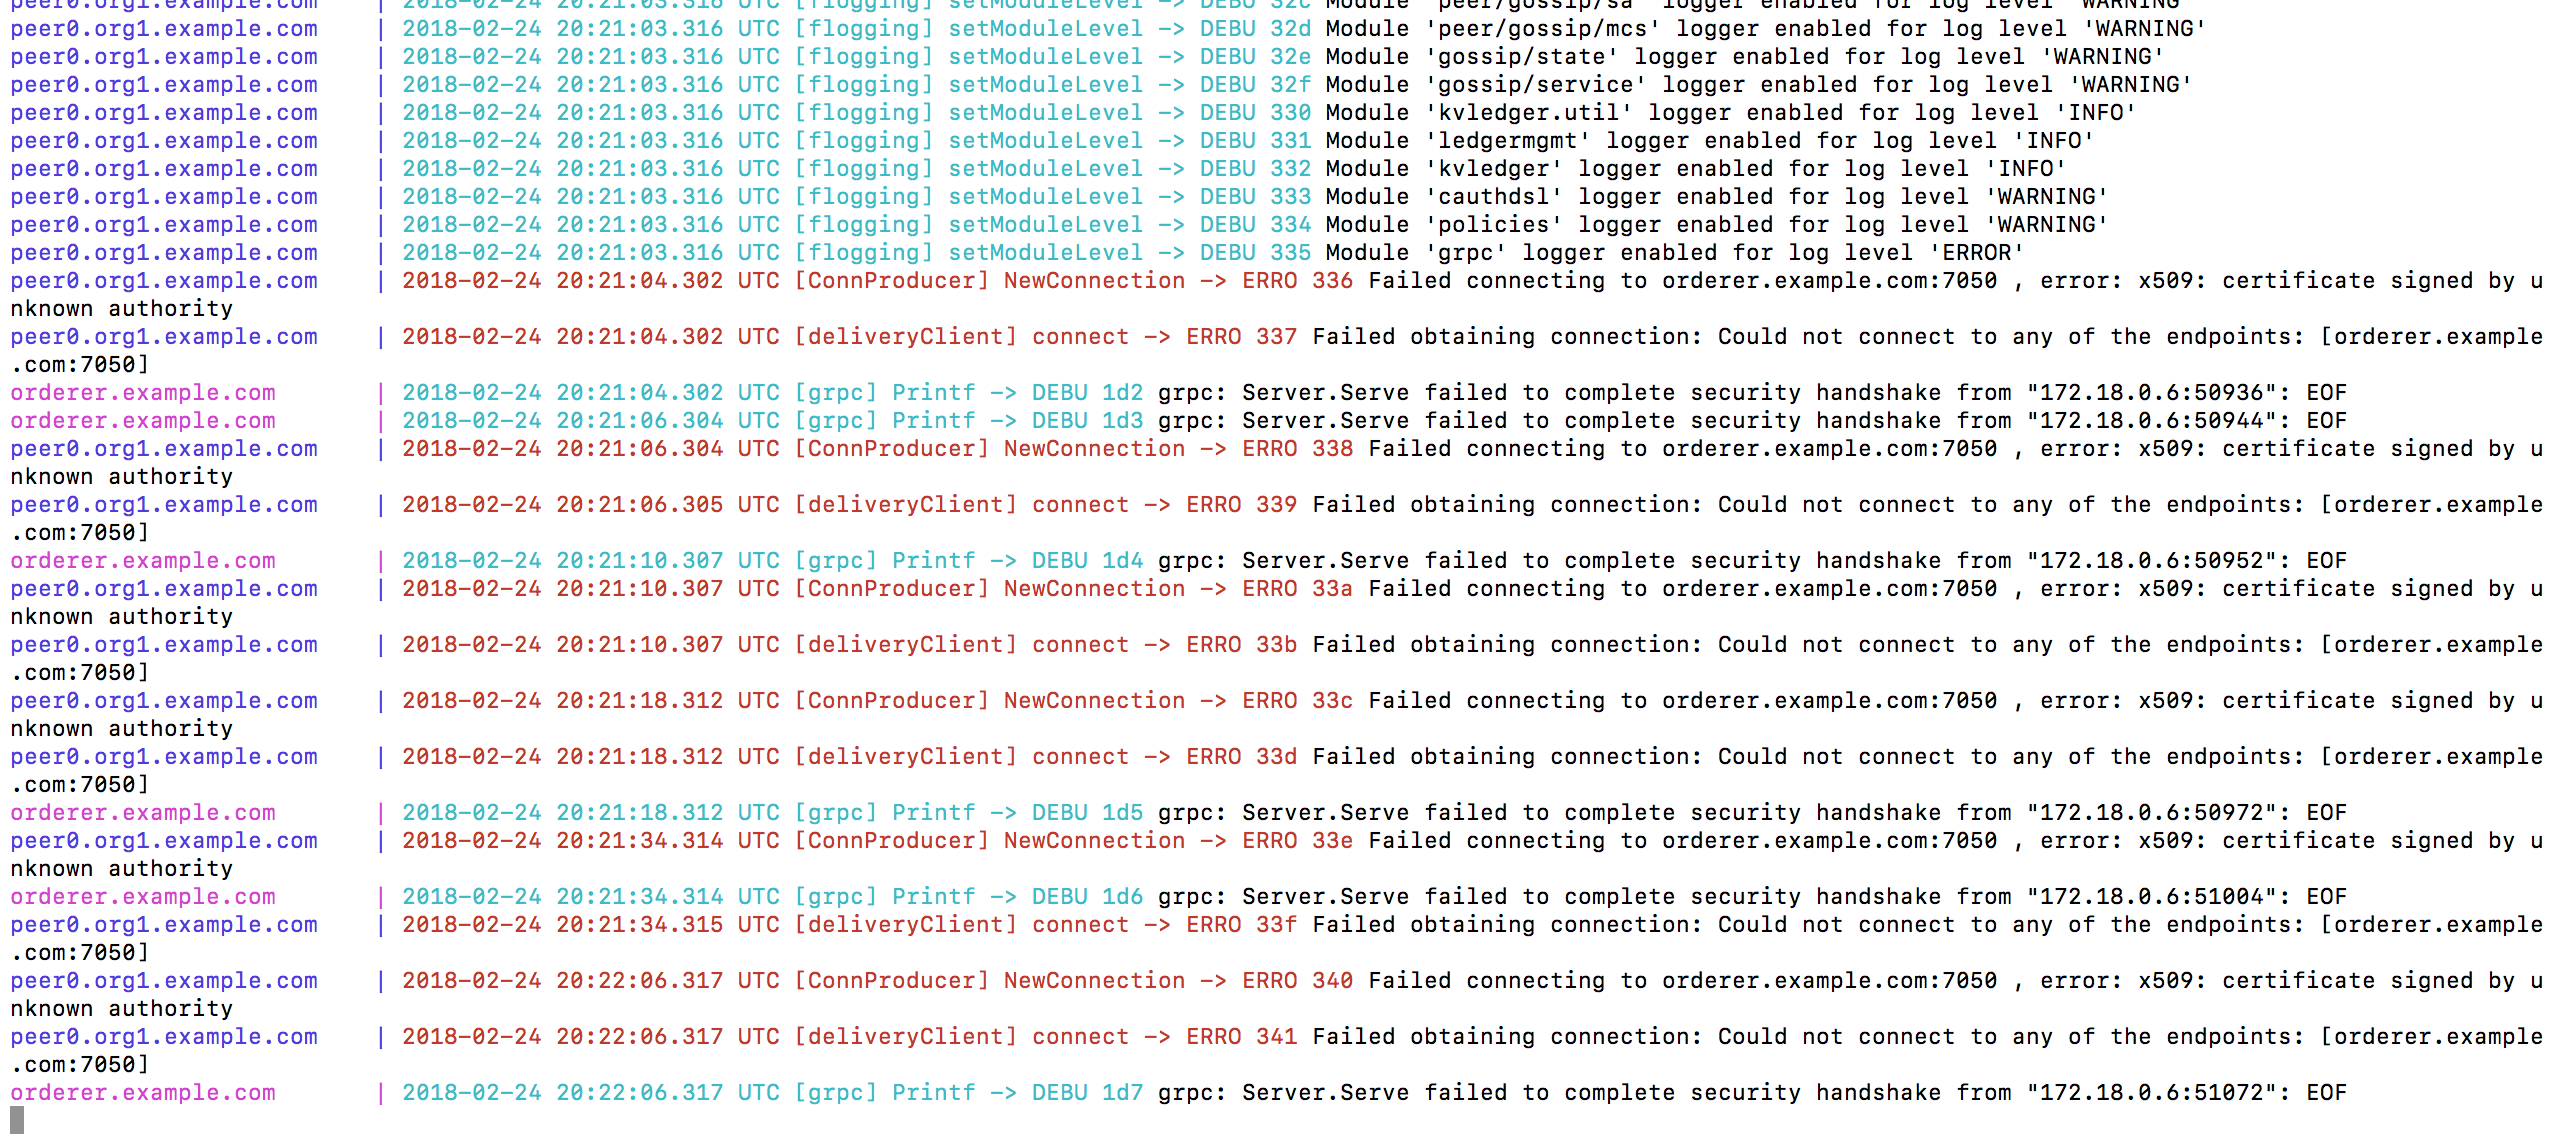 peer0.org1.example.com | 2018-02-24 20:21:03.316 UTC [flogging] setModuleLevel -> DEBU 32c Module 'peer/gossip/sa' logger enabled for log level 'WARNING'
peer0.org1.example.com | 2018-02-24 20:21:03.316 UTC [flogging] setModuleLevel -> DEBU 32d Module 'peer/gossip/mcs' logger enabled for log level 'WARNING'
peer0.org1.example.com | 2018-02-24 20:21:03.316 UTC [flogging] setModuleLevel -> DEBU 32e Module 'gossip/state' logger enabled for log level 'WARNING'
peer0.org1.example.com | 2018-02-24 20:21:03.316 UTC [flogging] setModuleLevel -> DEBU 32f Module 'gossip/service' logger enabled for log level 'WARNING'
peer0.org1.example.com | 2018-02-24 20:21:03.316 UTC [flogging] setModuleLevel -> DEBU 330 Module 'kvledger.util' logger enabled for log level 'INFO'
peer0.org1.example.com | 2018-02-24 20:21:03.316 UTC [flogging] setModuleLevel -> DEBU 331 Module 'ledgermgmt' logger enabled for log level 'INFO'
peer0.org1.example.com | 2018-02-24 20:21:03.316 UTC [flogging] setModuleLevel -> DEBU 332 Module 'kvledger' logger enabled for log level 'INFO'
peer0.org1.example.com | 2018-02-24 20:21:03.316 UTC [flogging] setModuleLevel -> DEBU 333 Module 'cauthdsl' logger enabled for log level 'WARNING'
peer0.org1.example.com | 2018-02-24 20:21:03.316 UTC [flogging] setModuleLevel -> DEBU 334 Module 'policies' logger enabled for log level 'WARNING'
peer0.org1.example.com | 2018-02-24 20:21:03.316 UTC [flogging] setModuleLevel -> DEBU 335 Module 'grpc' logger enabled for log level 'ERROR'
peer0.org1.example.com | 2018-02-24 20:21:04.302 UTC [ConnProducer] NewConnection -> ERRO 336 Failed connecting to orderer.example.com:7050 , error: x509: certificate signed by u
nknown authority
peer0.org1.example.com | 2018-02-24 20:21:04.302 UTC [deliveryClient] connect -> ERRO 337 Failed obtaining connection: Could not connect to any of the endpoints: [orderer.example
.com:7050]
orderer.example.com | 2018-02-24 20:21:04.302 UTC [grpc] Printf -> DEBU 1d2 grpc: Server.Serve failed to complete security handshake from "172.18.0.6:50936": EOF
orderer.example.com | 2018-02-24 20:21:06.304 UTC [grpc] Printf -> DEBU 1d3 grpc: Server.Serve failed to complete security handshake from "172.18.0.6:50944": EOF
peer0.org1.example.com | 2018-02-24 20:21:06.304 UTC [ConnProducer] NewConnection -> ERRO 338 Failed connecting to orderer.example.com:7050 , error: x509: certificate signed by u
nknown authority
peer0.org1.example.com | 2018-02-24 20:21:06.305 UTC [deliveryClient] connect -> ERRO 339 Failed obtaining connection: Could not connect to any of the endpoints: [orderer.example
.com:7050]
orderer.example.com | 2018-02-24 20:21:10.307 UTC [grpc] Printf -> DEBU 1d4 grpc: Server.Serve failed to complete security handshake from "172.18.0.6:50952": EOF
peer0.org1.example.com | 2018-02-24 20:21:10.307 UTC [ConnProducer] NewConnection -> ERRO 33a Failed connecting to orderer.example.com:7050 , error: x509: certificate signed by u
nknown authority
peer0.org1.example.com | 2018-02-24 20:21:10.307 UTC [deliveryClient] connect -> ERRO 33b Failed obtaining connection: Could not connect to any of the endpoints: [orderer.example
.com:7050]
peer0.org1.example.com | 2018-02-24 20:21:18.312 UTC [ConnProducer] NewConnection -> ERRO 33c Failed connecting to orderer.example.com:7050 , error: x509: certificate signed by u
nknown authority
peer0.org1.example.com | 2018-02-24 20:21:18.312 UTC [deliveryClient] connect -> ERRO 33d Failed obtaining connection: Could not connect to any of the endpoints: [orderer.example
.com:7050]
orderer.example.com | 2018-02-24 20:21:18.312 UTC [grpc] Printf -> DEBU 1d5 grpc: Server.Serve failed to complete security handshake from "172.18.0.6:50972": EOF
peer0.org1.example.com | 2018-02-24 20:21:34.314 UTC [ConnProducer] NewConnection -> ERRO 33e Failed connecting to orderer.example.com:7050 , error: x509: certificate signed by u
nknown authority
orderer.example.com | 2018-02-24 20:21:34.314 UTC [grpc] Printf -> DEBU 1d6 grpc: Server.Serve failed to complete security handshake from "172.18.0.6:51004": EOF
peer0.org1.example.com | 2018-02-24 20:21:34.315 UTC [deliveryClient] connect -> ERRO 33f Failed obtaining connection: Could not connect to any of the endpoints: [orderer.example
.com:7050]
peer0.org1.example.com | 2018-02-24 20:22:06.317 UTC [ConnProducer] NewConnection -> ERRO 340 Failed connecting to orderer.example.com:7050 , error: x509: certificate signed by u
nknown authority
peer0.org1.example.com | 2018-02-24 20:22:06.317 UTC [deliveryClient] connect -> ERRO 341 Failed obtaining connection: Could not connect to any of the endpoints: [orderer.example
.com:7050]
orderer.example.com | 2018-02-24 20:22:06.317 UTC [grpc] Printf -> DEBU 1d7 grpc: Server.Serve failed to complete security handshake from "172.18.0.6:51072": EOF